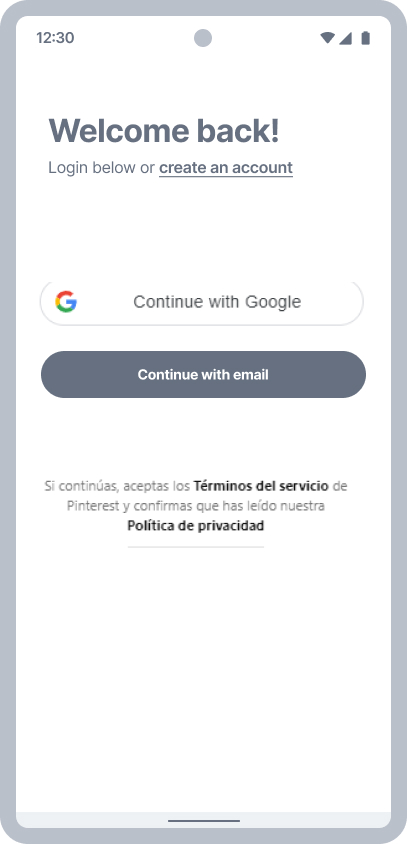 12:30
Welcome back!
Login below or create an account
Continue with Google
Continue with email
Si continúas, aceptas los Términos del servicio de
Pinterest y confirmas que has leído nuestra
Política de privacidad